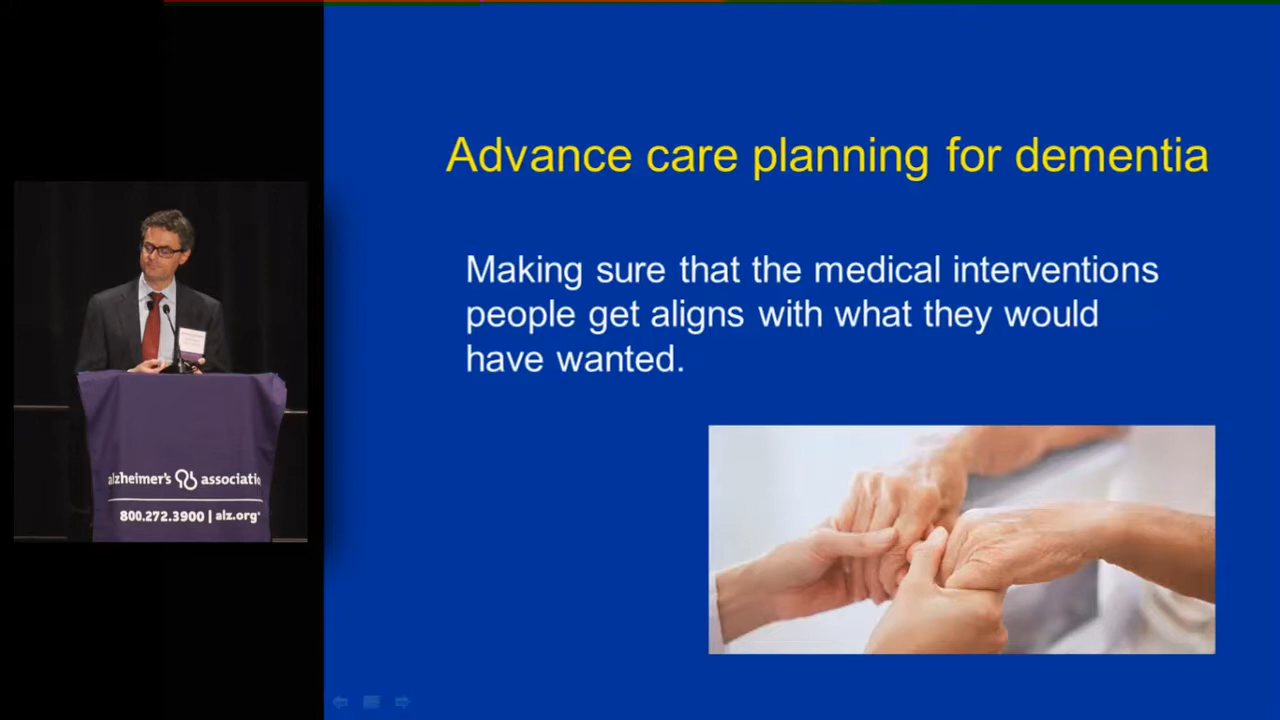 Advance care planning for dementia
Making sure that the medical interventions
people get aligns with what they would
have wanted.
alzheimer's associatio
800.272.3900 | alz.org®